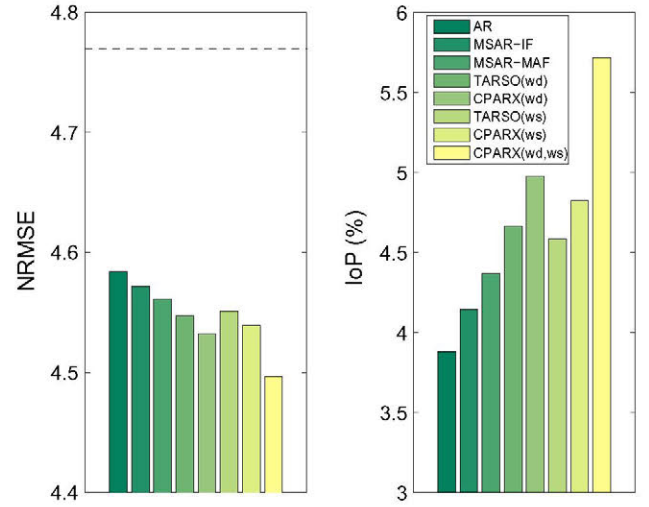 4.8
4.7
4.6
4.5
4.4
NRMSE
6
5.5
5
4.5
4
3.5
3
IoP (%)
AR
MSAR-IF
MSAR-MAF
TARSO(wd)
CPARX(wd)
TARSO(ws)
CPARX(ws)
CPARX(wd,ws)